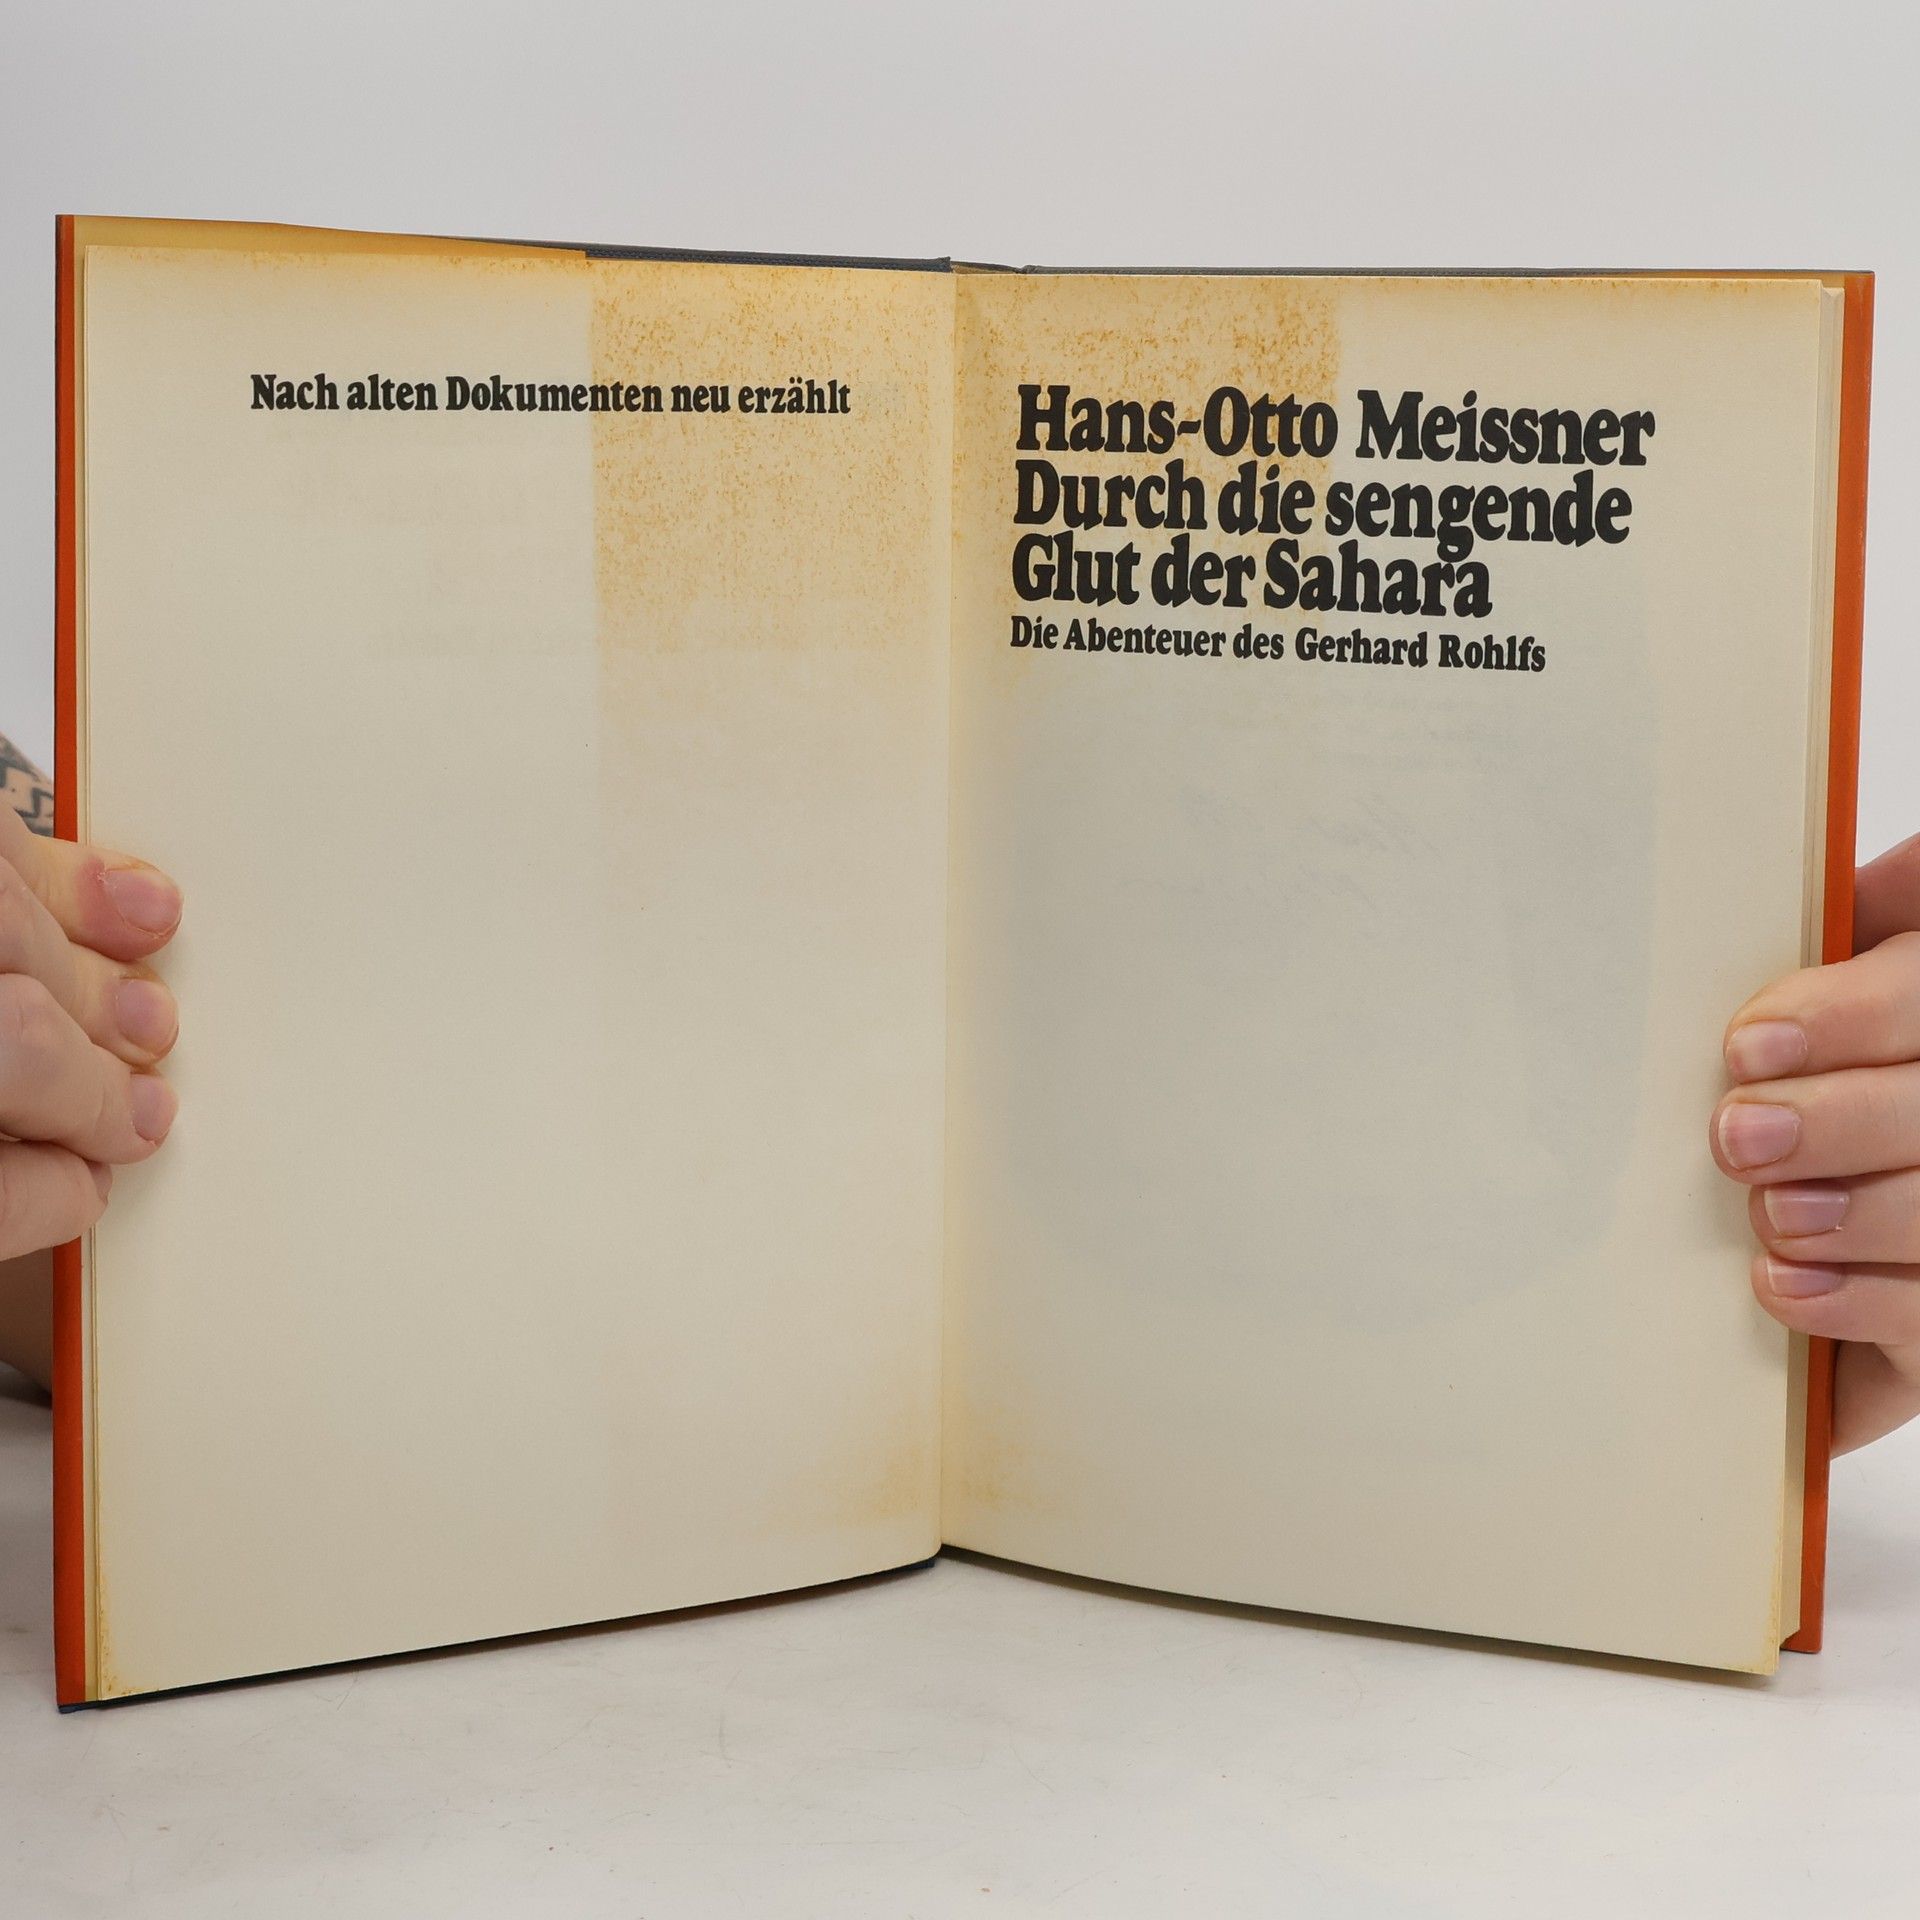 Nach alten Dokumenten neu erzählt
Hans-Otto Meissner
Durch die sengende
Glut der Sahara
Die Abenteuer des Gerhard Rohlfs